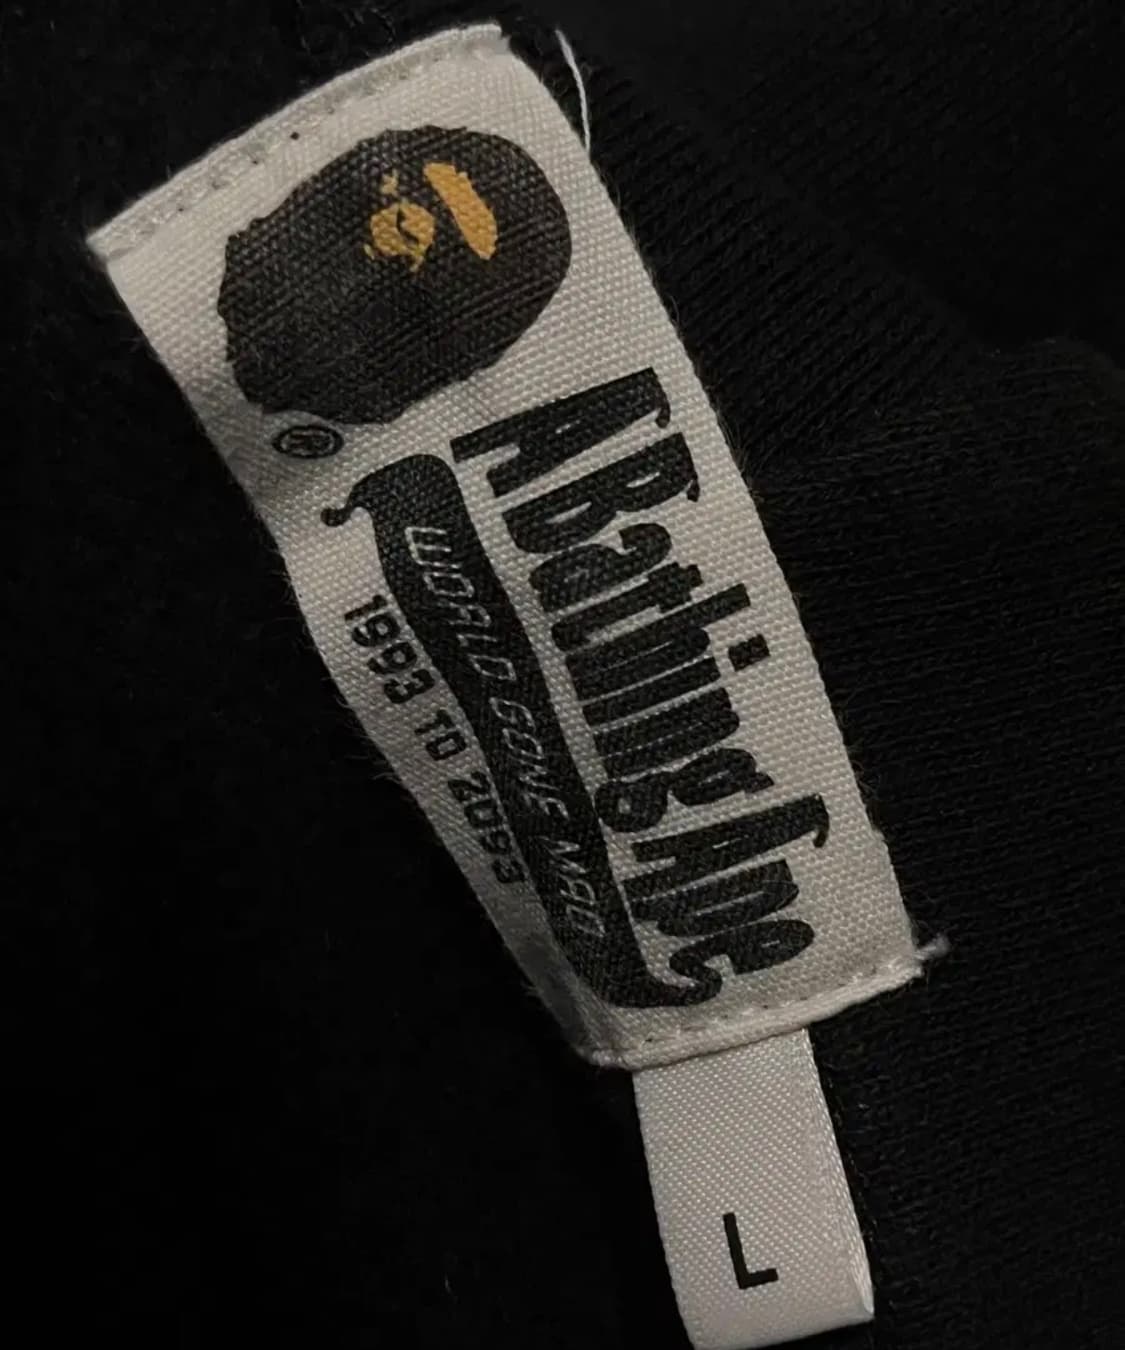 ®
A Bathing Ape
WORLD GONE MAD
1993 TO 2093
L